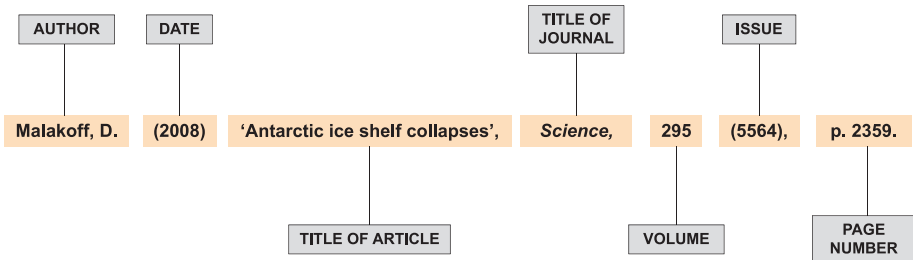 AUTHOR
DATE
TITLE OF
JOURNAL
ISSUE
Malakoff, D. (2008) ‘Antarctic ice shelf collapses’, Science, 295 (5564), p. 2359.
TITLE OF ARTICLE
VOLUME
PAGE
NUMBER